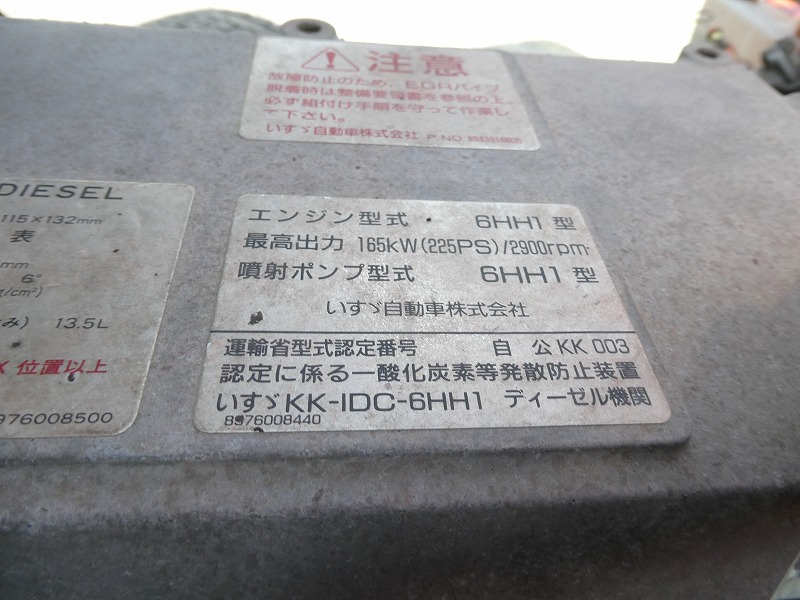 注意
故障防止のため、EGRパイプ
脱着時は整備要領書を参照の上、
必ず組付け手順を守って作業し
て下さい。
いすゞ自動車株式会社 P.NO.
DIESEL
115×132mm
表
mm
6°
g/cm²)
み) 13.5L
位置以上
976008500
エンジン型式 6HH1 型
最高出力 165kW(225PS)/2900rpm
噴射ポンプ型式 6HH1 型
いすゞ自動車株式会社
運輸省型式認定番号 自 公 KK 003
認定に係る一酸化炭素等発散防止装置
いすゞKK-IDC-6HH1 ディーゼル機関
8976008440